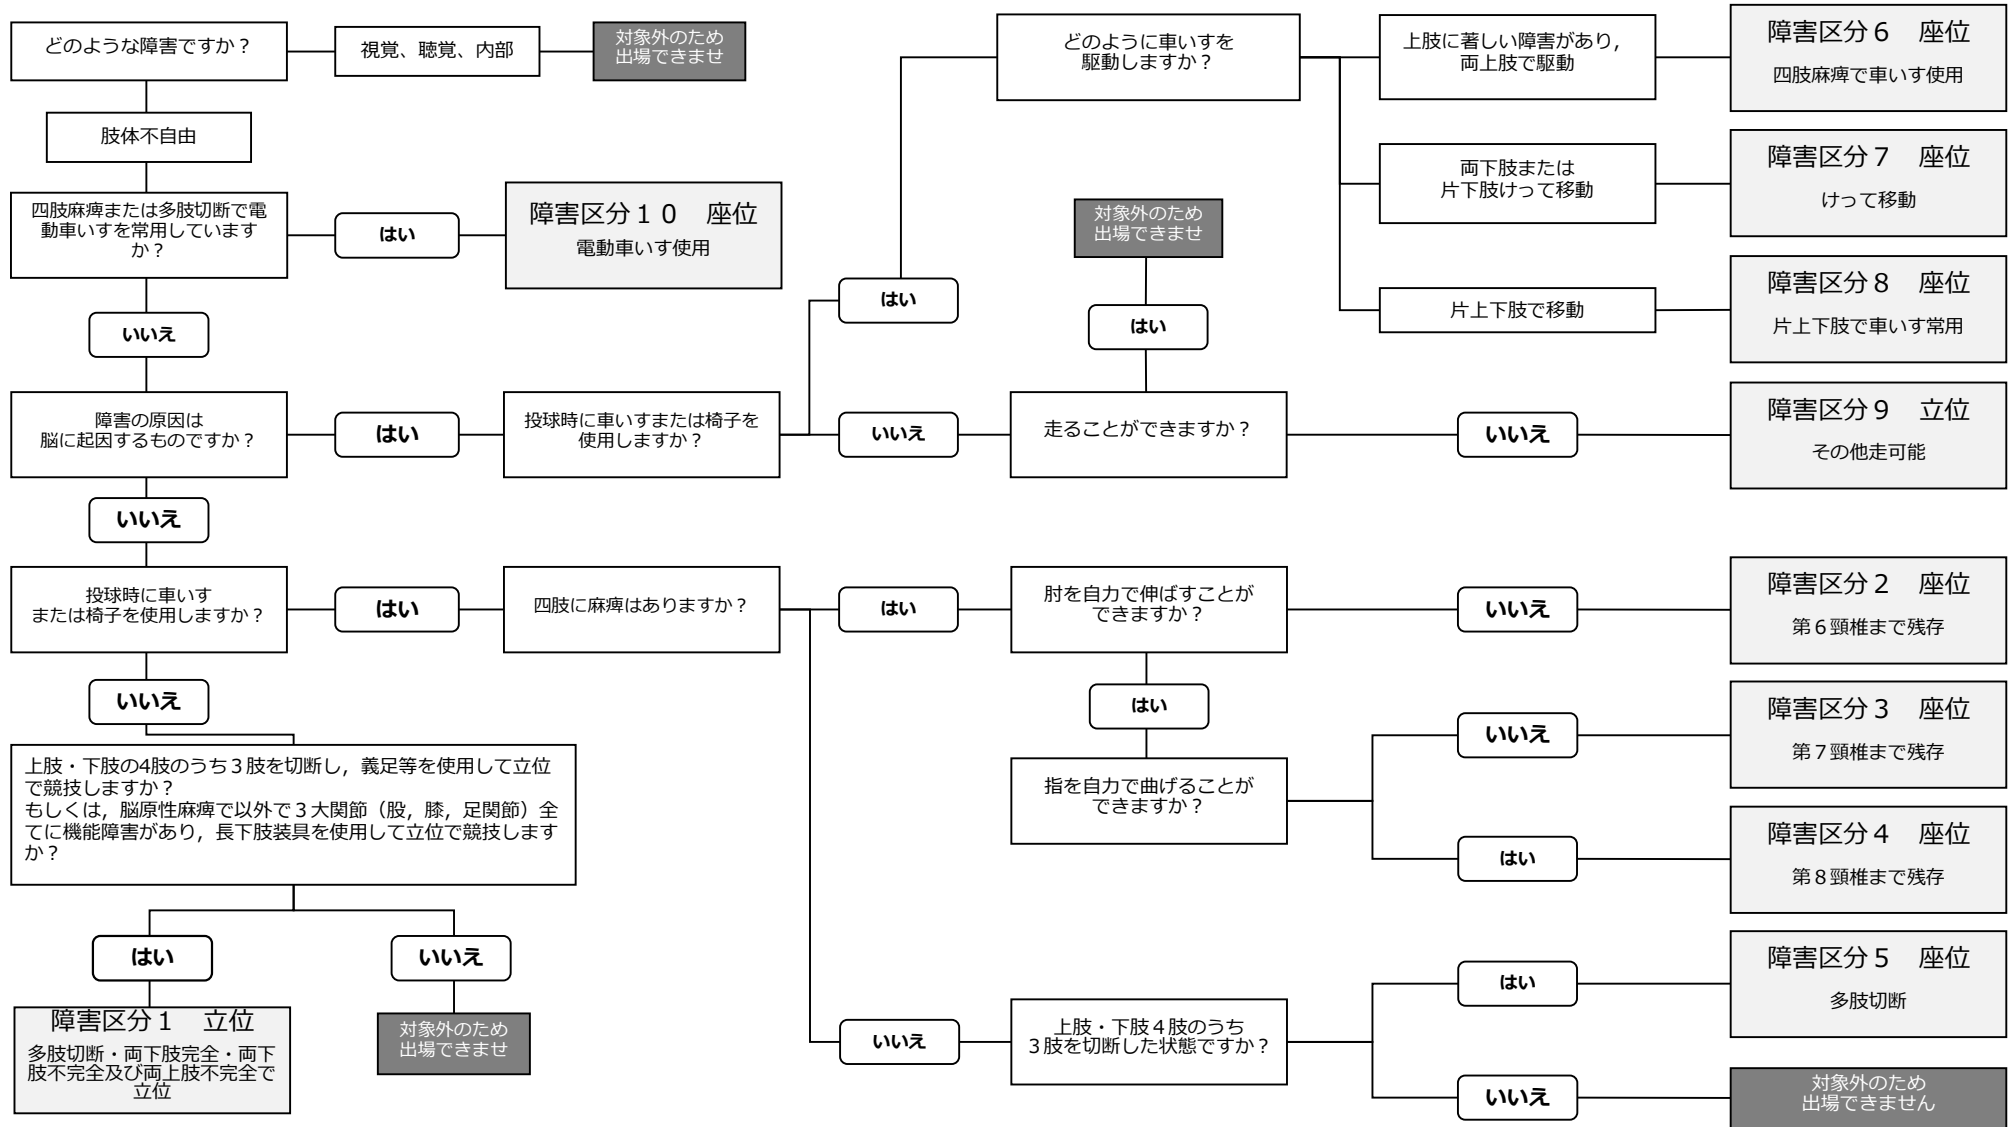 どのような障害ですか？
視覚、聴覚、内部
対象外のため
出場できませ
肢体不自由
四肢麻痺または多肢切断で電
動車いすを常用しています
か？
はい
障害区分１０　座位
電動車いす使用
いいえ
障害の原因は
脳に起因するものですか？
はい
投球時に車いすまたは椅子を
使用しますか？
はい
どのように車いすを
駆動しますか？
上肢に著しい障害があり，
両上肢で駆動
障害区分６　座位
四肢麻痺で車いす使用
両下肢または
片下肢けって移動
障害区分７　座位
けって移動
片上下肢で移動
障害区分８　座位
片上下肢で車いす常用
いいえ
走ることができますか？
はい
対象外のため
出場できませ
いいえ
障害区分９　立位
その他走可能
いいえ
投球時に車いす
または椅子を使用しますか？
はい
四肢に麻痺はありますか？
はい
肘を自力で伸ばすことが
できますか？
いいえ
障害区分２　座位
第６頸椎まで残存
はい
指を自力で曲げることが
できますか？
いいえ
障害区分３　座位
第７頸椎まで残存
はい
障害区分４　座位
第８頸椎まで残存
いいえ
上肢・下肢４肢のうち
３肢を切断した状態ですか？
はい
障害区分５　座位
多肢切断
いいえ
対象外のため
出場できません
いいえ
上肢・下肢の4肢のうち３肢を切断し，義足等を使用して立位
で競技しますか？
もしくは，脳原性麻痺で以外で３大関節（股，膝，足関節）全
てに機能障害があり，長下肢装具を使用して立位で競技します
か？
はい
障害区分１　立位
多肢切断・両下肢完全・両下
肢不完全及び両上肢不完全で
立位
いいえ
対象外のため
出場できませ